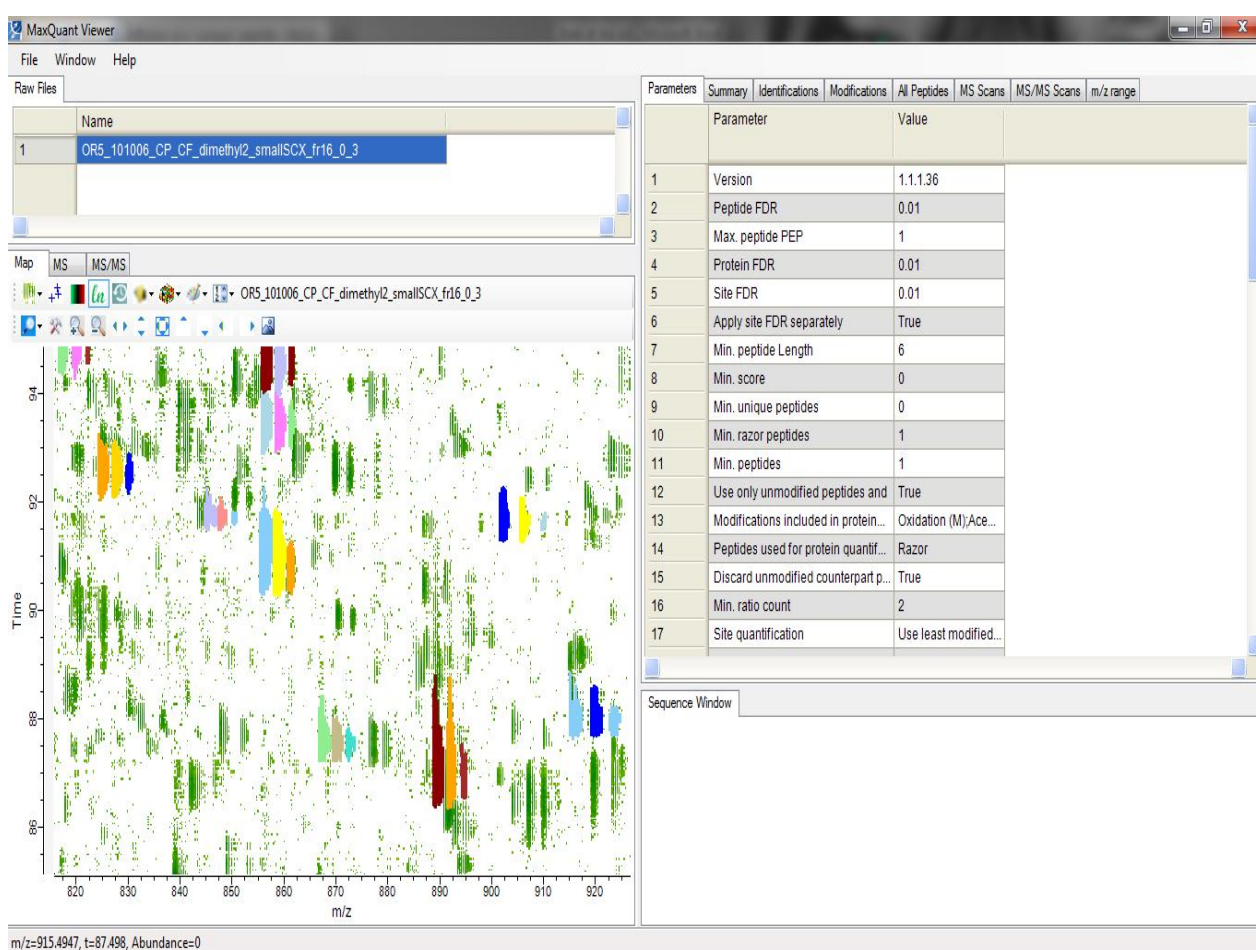 MaxQuant Viewer
File Window Help
Raw Files
Name
1 OR5_101006_CP_CF_dimethyl2_smallSCX_fr16_0_3
Map MS MS/MS
ln OR5_101006_CP_CF_dimethyl2_smallSCX_fr16_0_3
94
92
90
88
86
Time
820 830 840 850 860 870 880 890 900 910 920
m/z
m/z=915.4947, t=87.498, Abundance=0
Parameters Summary Identifications Modifications All Peptides MS Scans MS/MS Scans m/z range
Parameter Value
1 Version 1.1.1.36
2 Peptide FDR 0.01
3 Max. peptide PEP 1
4 Protein FDR 0.01
5 Site FDR 0.01
6 Apply site FDR separately True
7 Min. peptide Length 6
8 Min. score 0
9 Min. unique peptides 0
10 Min. razor peptides 1
11 Min. peptides 1
12 Use only unmodified peptides and True
13 Modifications included in protein... Oxidation (M);Ace...
14 Peptides used for protein quantif... Razor
15 Discard unmodified counterpart p... True
16 Min. ratio count 2
17 Site quantification Use least modified...
Sequence Window